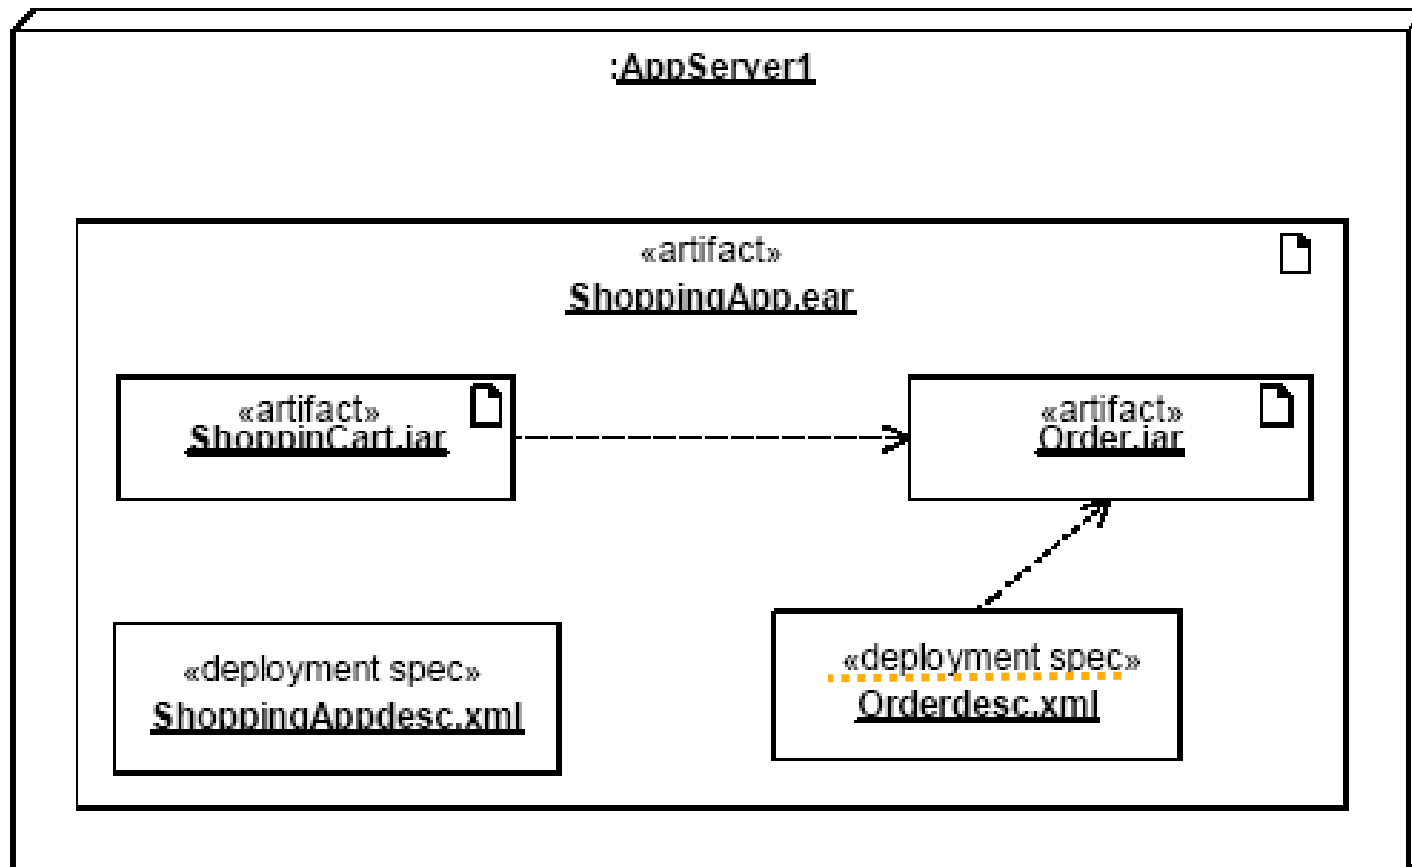 :AppServer1
«artifact»
ShoppingApp.ear
«artifact»
ShoppinCart.jar
«artifact»
Order.jar
«deployment spec»
ShoppingAppdesc.xml
«deployment spec»
Orderdesc.xml